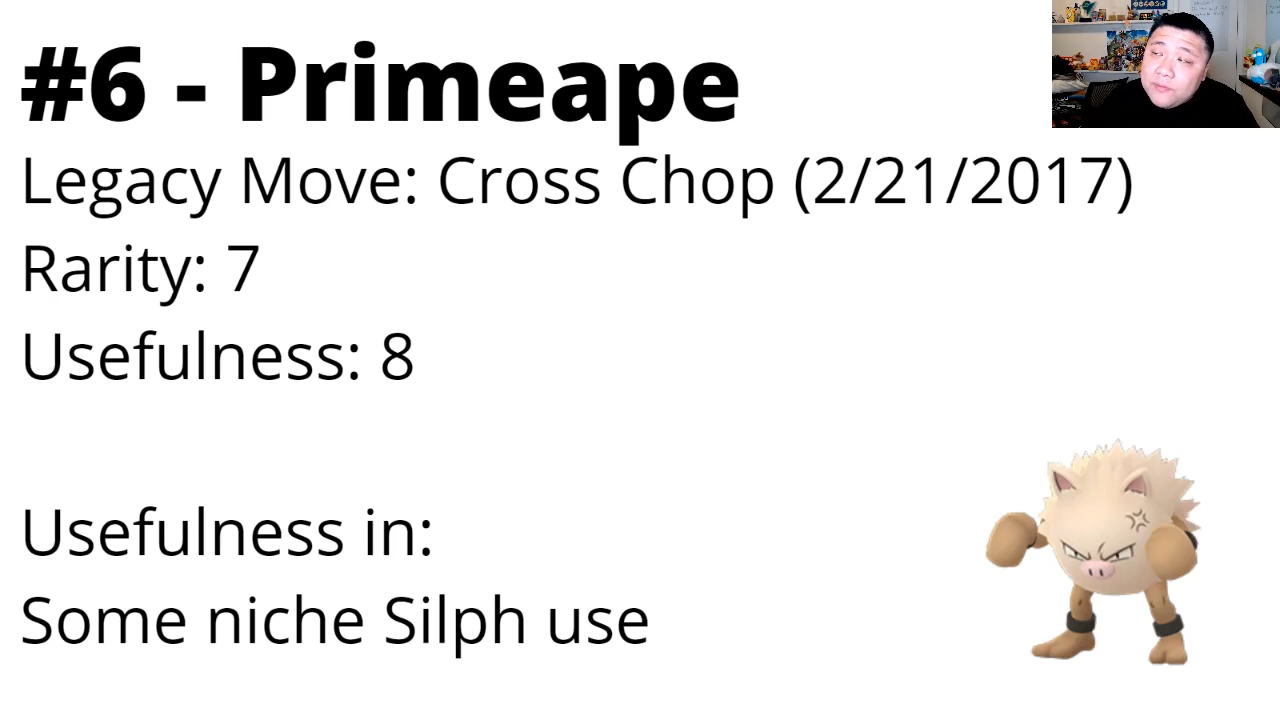 #6 - Primeape
Legacy Move: Cross Chop (2/21/2017)
Rarity: 7
Usefulness: 8
Usefulness in:
Some niche Silph use